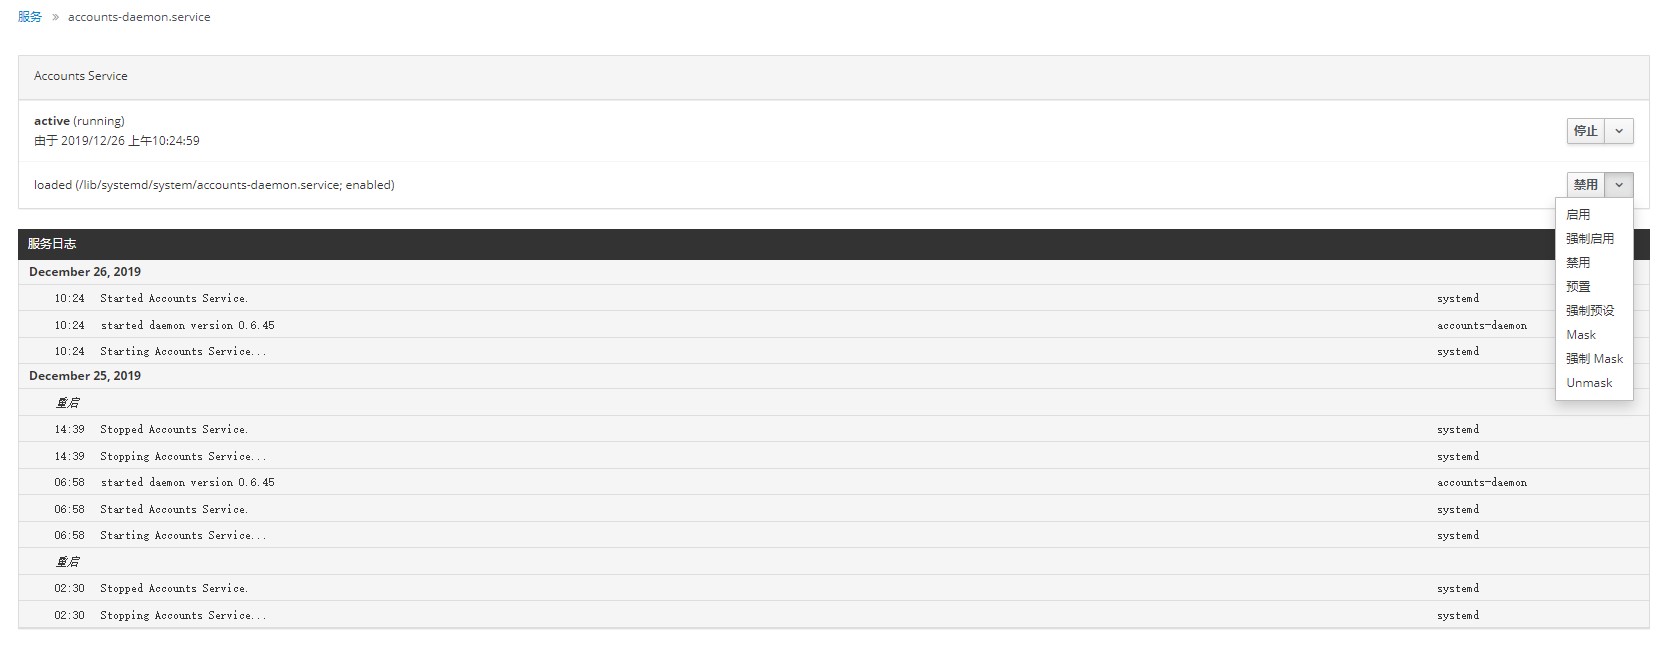 服务 » accounts-daemon.service
Accounts Service
active (running)
由于 2019/12/26 上午10:24:59
停止
loaded (/lib/systemd/system/accounts-daemon.service; enabled)
禁用
启用
强制启用
禁用
预置
强制预设
Mask
强制 Mask
Unmask
服务日志
December 26, 2019
10:24 Started Accounts Service. systemd
10:24 started daemon version 0.6.45 accounts-daemon
10:24 Starting Accounts Service... systemd
December 25, 2019
重启
14:39 Stopped Accounts Service. systemd
14:39 Stopping Accounts Service... systemd
06:58 started daemon version 0.6.45 accounts-daemon
06:58 Started Accounts Service. systemd
06:58 Starting Accounts Service... systemd
重启
02:30 Stopped Accounts Service. systemd
02:30 Stopping Accounts Service... systemd